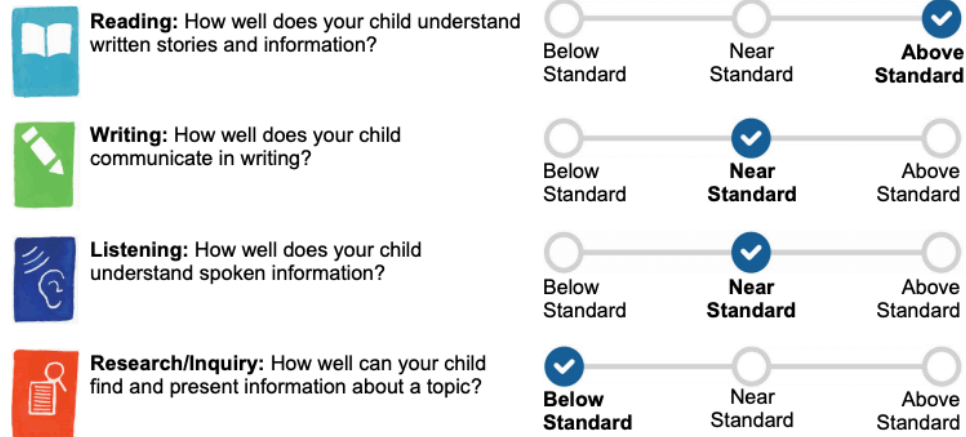 Reading: How well does your child understand
written stories and information?
Below
Standard
Near
Standard
Above
Standard
Writing: How well does your child
communicate in writing?
Below
Standard
Near
Standard
Above
Standard
Listening: How well does your child
understand spoken information?
Below
Standard
Near
Standard
Above
Standard
Research/Inquiry: How well can your child
find and present information about a topic?
Below
Standard
Near
Standard
Above
Standard